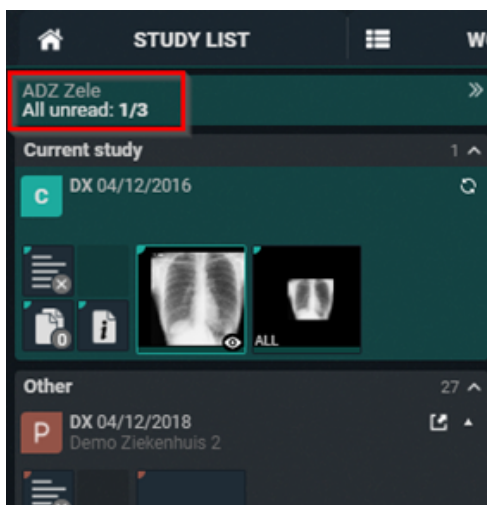 STUDY LIST
ADZ Zele
All unread: 1/3
Current study 1
C DX 04/12/2016
0 i ALL
Other 27
P DX 04/12/2018
Demo Ziekenhuis 2